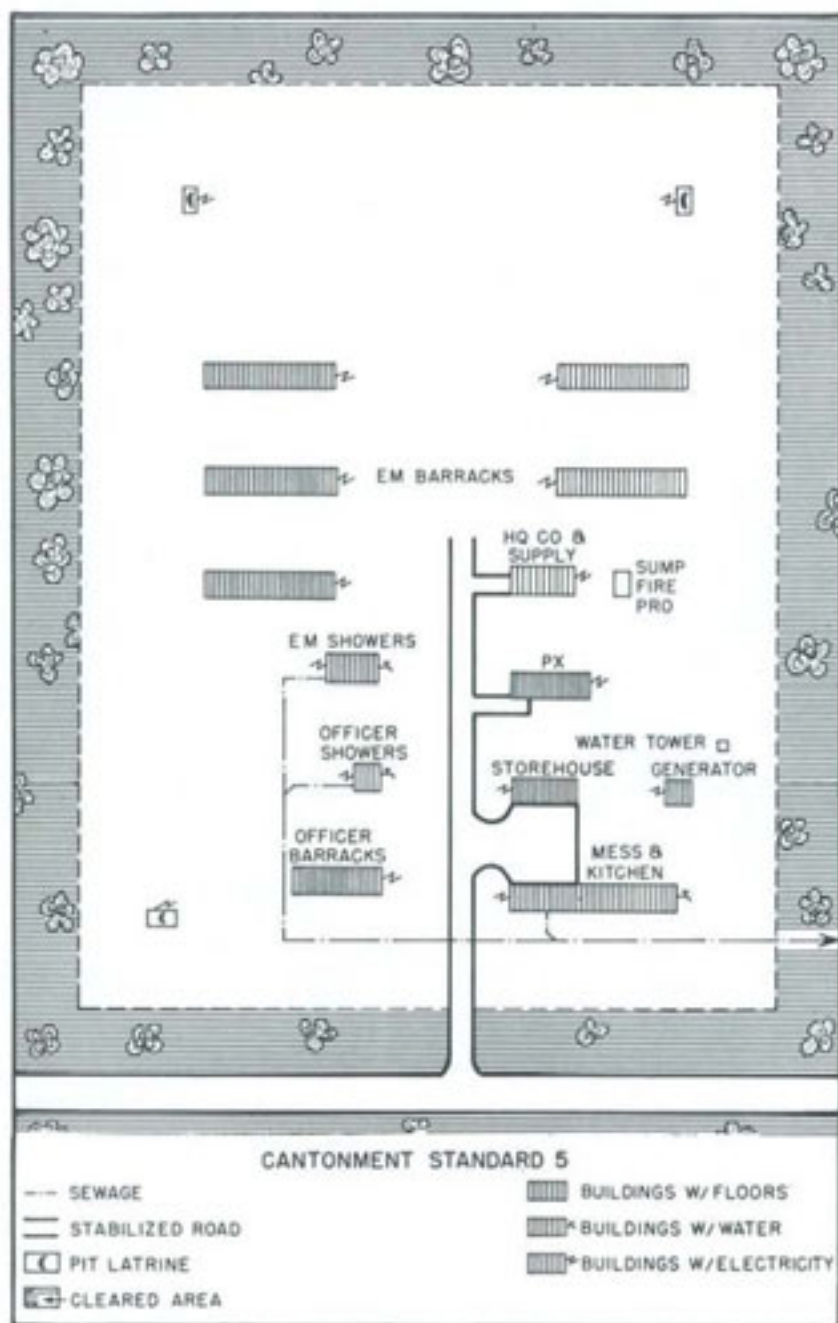 EM BARRACKS
HQ CO &
SUPPLY
SUMP
FIRE
PRO
EM SHOWERS
PX
OFFICER
SHOWERS
WATER TOWER
STOREHOUSE
GENERATOR
OFFICER
BARRACKS
MESS &
KITCHEN
CANTONMENT STANDARD 5
SEWAGE
STABILIZED ROAD
PIT LATRINE
CLEARED AREA
BUILDINGS W/FLOORS
BUILDINGS W/WATER
BUILDINGS W/ELECTRICITY